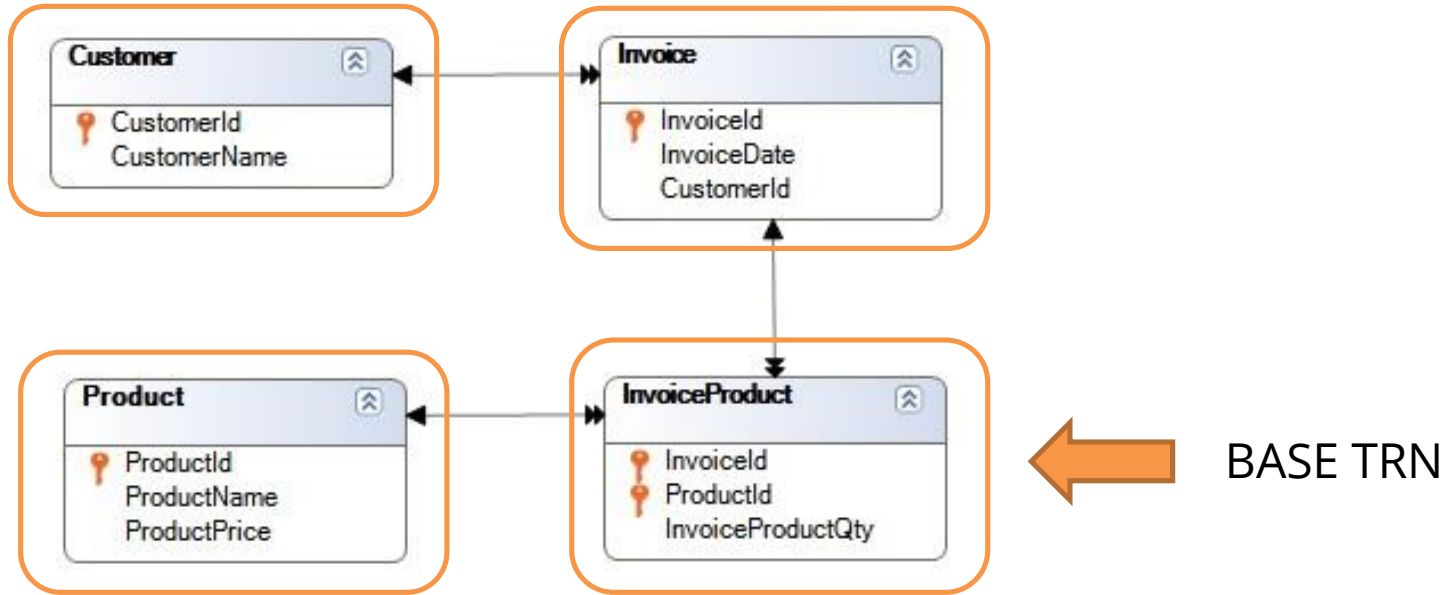 Customer
CustomerId
CustomerName
Invoice
InvoiceId
InvoiceDate
CustomerId
Product
ProductId
ProductName
ProductPrice
InvoiceProduct
InvoiceId
ProductId
InvoiceProductQty
BASE TRN